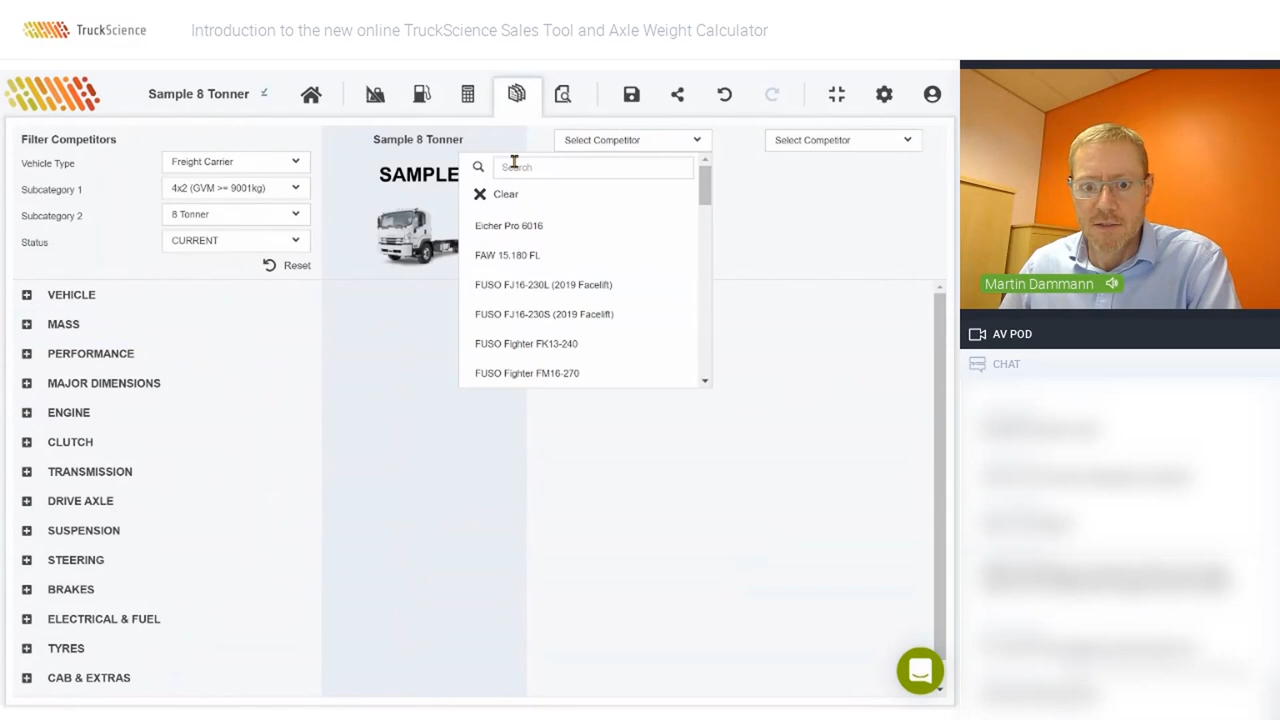 TruckScience
Introduction to the new online TruckScience Sales Tool and Axle Weight Calculator
Sample 8 Tonner
Filter Competitors
Vehicle Type
Freight Carrier
Subcategory 1
4x2 (GVM >= 9001kg)
Subcategory 2
8 Tonner
Status
CURRENT
Reset
Sample 8 Tonner
SAMPLE
Select Competitor
Select Competitor
Search
Clear
Eicher Pro 6016
FAW 15.180 FL
FUSO FJ16-230L (2019 Facelift)
FUSO FJ16-230S (2019 Facelift)
FUSO Fighter FK13-240
FUSO Fighter FM16-270
VEHICLE
MASS
PERFORMANCE
MAJOR DIMENSIONS
ENGINE
CLUTCH
TRANSMISSION
DRIVE AXLE
SUSPENSION
STEERING
BRAKES
ELECTRICAL & FUEL
TYRES
CAB & EXTRAS
Martin Dammann
AV POD
CHAT